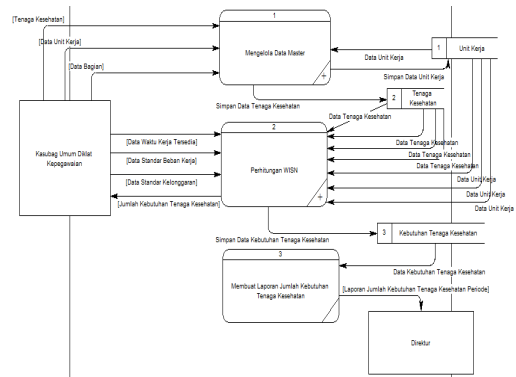 [Tenaga Kesehatan]
[Data Unit Kerja]
[Data Bagian]
1
Mengelola Data Master
+
Data Unit Kerja
1
Unit Kerja
Simpan Data Unit Kerja
Simpan Data Tenaga Kesehatan
2
Tenaga
Kesehatan
Data Tenaga Kesehatan
Kasubag Umum Diklat
Kepegawaian
[Data Waktu Kerja Tersedia]
[Data Standar Beban Kerja]
[Data Standar Kelonggaran]
[Jumlah Kebutuhan Tenaga Kesehatan]
2
Perhitungan WISN
+
Data Tenaga Kesehatan
Data Tenaga Kesehatan
Data Tenaga Kesehatan
Data Unit Kerja
Data Unit Kerja
Data Unit Kerja
Simpan Data Kebutuhan Tenaga Kesehatan
3
Kebutuhan Tenaga Kesehatan
Data Kebutuhan Tenaga Kesehatan
3
Membuat Laporan Jumlah Kebutuhan
Tenaga Kesehatan
[Laporan Jumlah Kebutuhan Tenaga Kesehatan Periode]
Direktur